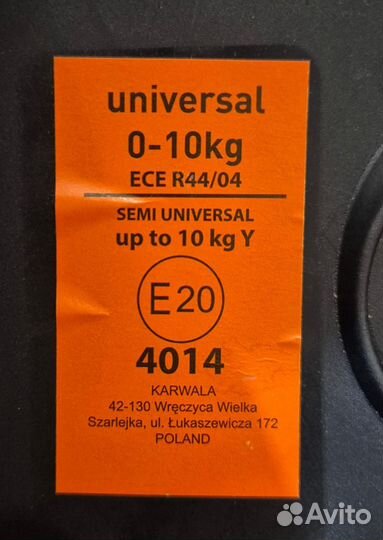 universal
0-10kg
ECE R44/04
SEMI UNIVERSAL
up to 10 kg Y
E20
4014
KARWALA
42-130 Wręczyca Wielka
Szarlejka, ul. Łukaszewicza 172
POLAND
Avito